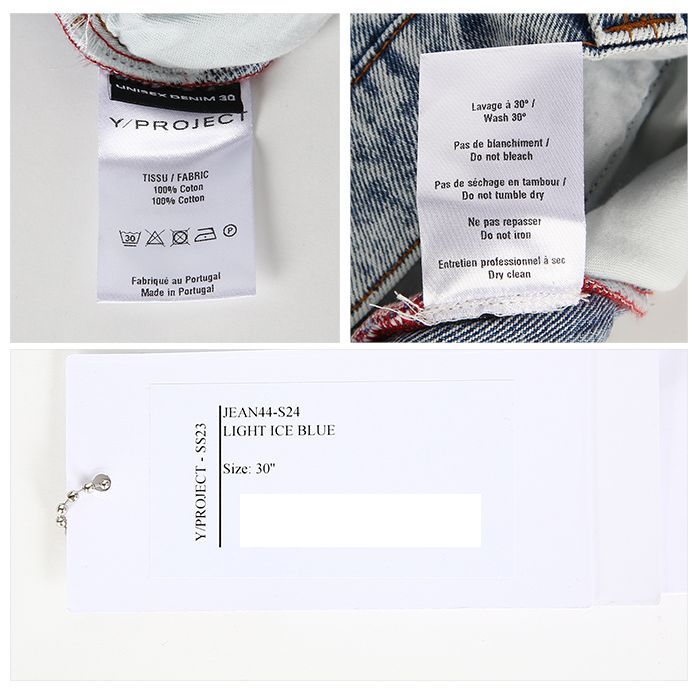 UNISEX DENIM 30
Y/PROJECT
TISSU / FABRIC
100% Coton
100% Cotton
30
P
Fabriqué au Portugal
Made in Portugal
Lavage à 30° /
Wash 30°
Pas de blanchiment /
Do not bleach
Pas de séchage en tambour /
Do not tumble dry
Ne pas repasser
Do not iron
Entretien professionnel à sec
Dry clean
Y/PROJECT - SS23
JEAN44-S24
LIGHT ICE BLUE
Size: 30"